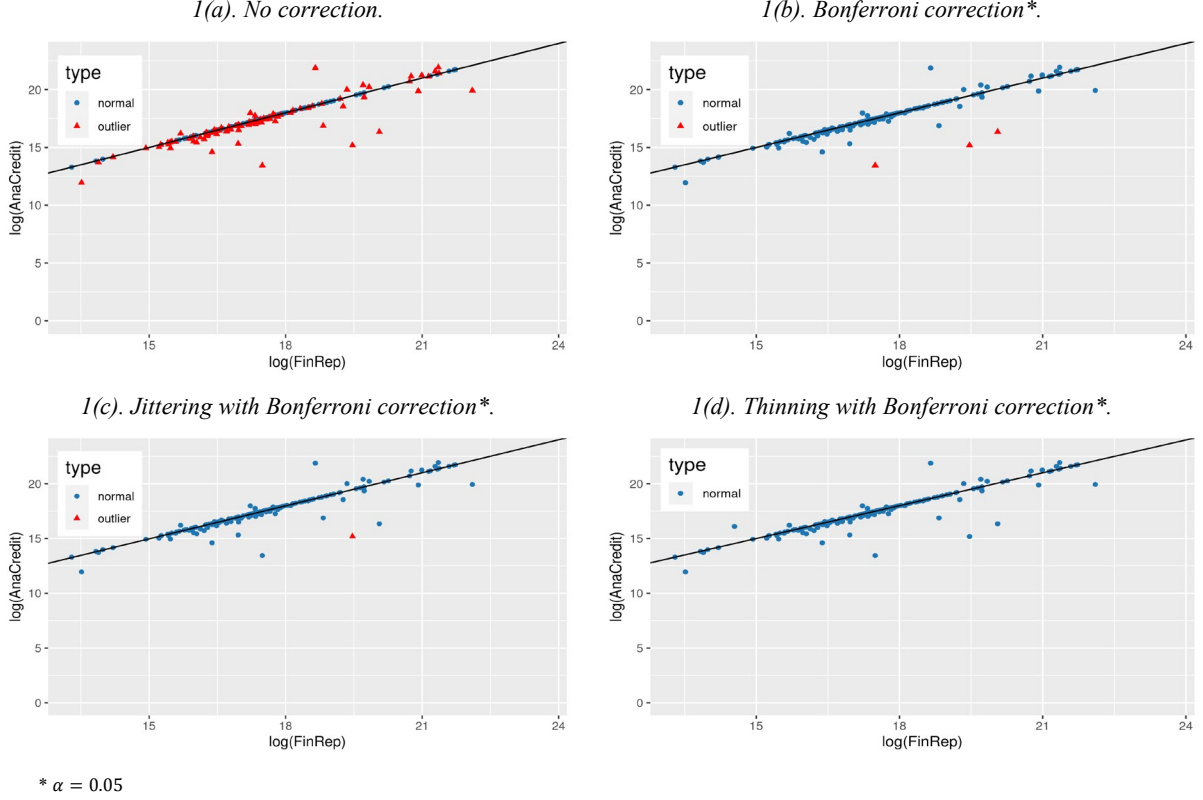 1(a). No correction.
1(b). Bonferroni correction*.
type
normal
outlier
20
15
10
5
0
log(AnaCredit)
15
18
21
24
log(FinRep)
type
normal
outlier
20
15
10
5
0
log(AnaCredit)
15
18
21
24
log(FinRep)
1(c). Jittering with Bonferroni correction*.
1(d). Thinning with Bonferroni correction*.
type
normal
outlier
20
15
10
5
0
log(AnaCredit)
15
18
21
24
log(FinRep)
type
normal
20
15
10
5
0
log(AnaCredit)
15
18
21
24
log(FinRep)
* α = 0.05